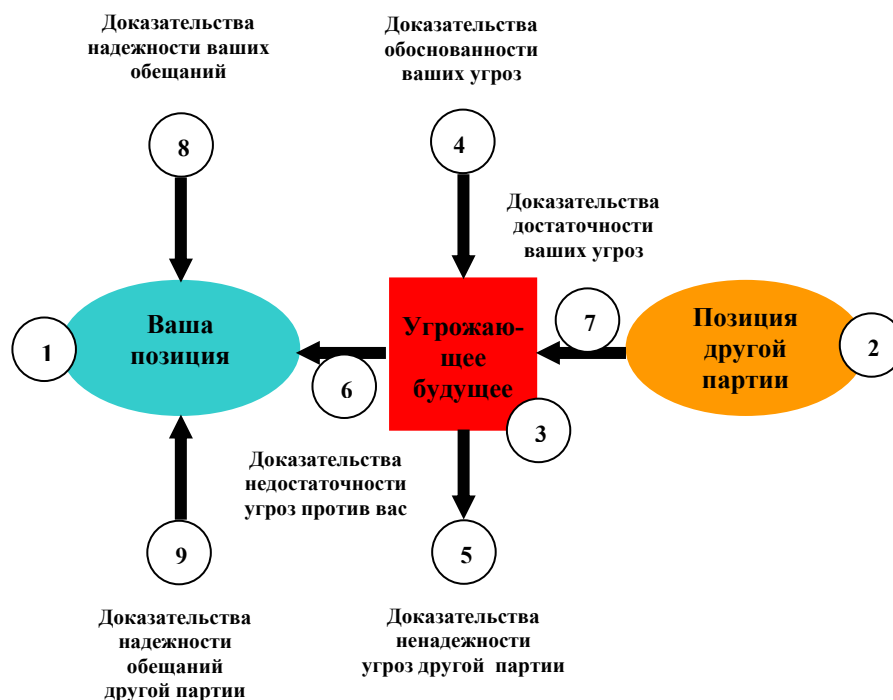 Доказательства
надежности ваших
обещаний
Доказательства
обоснованности
ваших угроз
8
4
Доказательства
достаточности
ваших угроз
1
Ваша
позиция
6
Угрожаю-
щее
будущее
3
7
Позиция
другой
партии
2
Доказательства
недостаточности
угроз против вас
9
5
Доказательства
надежности
обещаний
другой партии
Доказательства
ненадежности
угроз другой партии